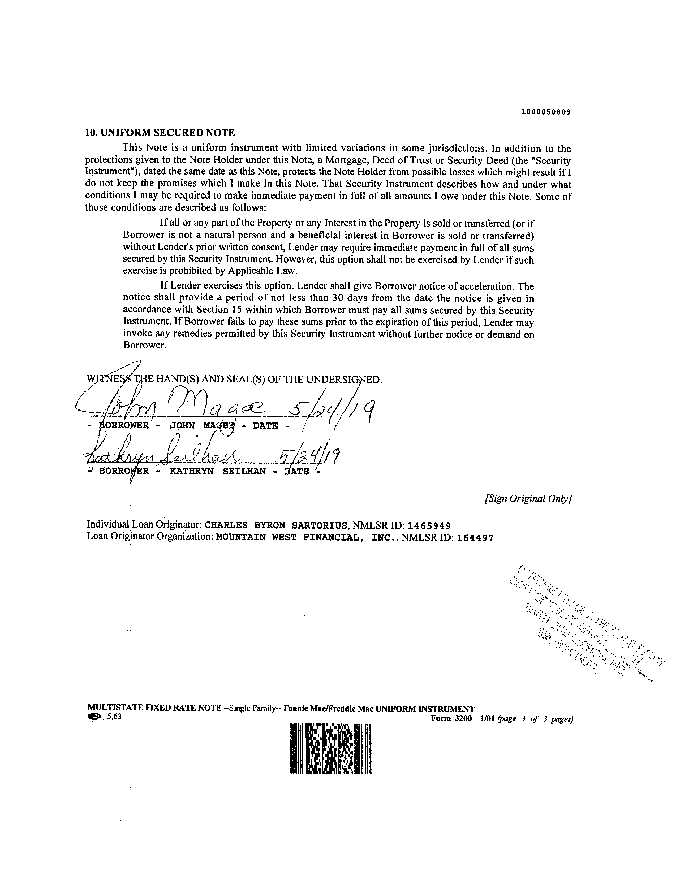 1000050809
10. UNIFORM SECURED NOTE
This Note is a uniform instrument with limited variations in some jurisdictions. In addition to the
protections given to the Note Holder under this Note, a Mortgage, Deed of Trust or Security Deed (the "Security
Instrument"), dated the same date as this Note, protects the Note Holder from possible losses which might result if I
do not keep the promises which I make in this Note. That Security Instrument describes how and under what
conditions I may be required to make immediate payment in full of all amounts I owe under this Note. Some of
those conditions are described as follows:
If all or any part of the Property or any Interest in the Property is sold or transferred (or if
Borrower is not a natural person and a beneficial interest in Borrower is sold or transferred)
without Lender's prior written consent, Lender may require immediate payment in full of all sums
secured by this Security Instrument. However, this option shall not be exercised by Lender if such
exercise is prohibited by Applicable Law.
If Lender exercises this option, Lender shall give Borrower notice of acceleration. The
notice shall provide a period of not less than 30 days from the date the notice is given in
accordance with Section 15 within which Borrower must pay all sums secured by this Security
Instrument. If Borrower fails to pay these sums prior to the expiration of this period, Lender may
invoke any remedies permitted by this Security Instrument without further notice or demand on
Borrower.
WITNESS THE HAND(S) AND SEAL(S) OF THE UNDERSIGNED.
John 5/24/19
- BORROWER - JOHN - DATE -
Kathryn Seilhan 5/24/19
- BORROWER - KATHRYN SEILHAN - DATE -
[Sign Original Only]
Individual Loan Originator: CHARLES BYRON SARTORIUS, NMLSR ID: 1465949
Loan Originator Organization: MOUNTAIN WEST FINANCIAL, INC., NMLSR ID: 164497
MULTISTATE FIXED RATE NOTE --Single Family-- Fannie Mae/Freddie Mac UNIFORM INSTRUMENT
Form 3200 1/01 (page 3 of 3 pages)